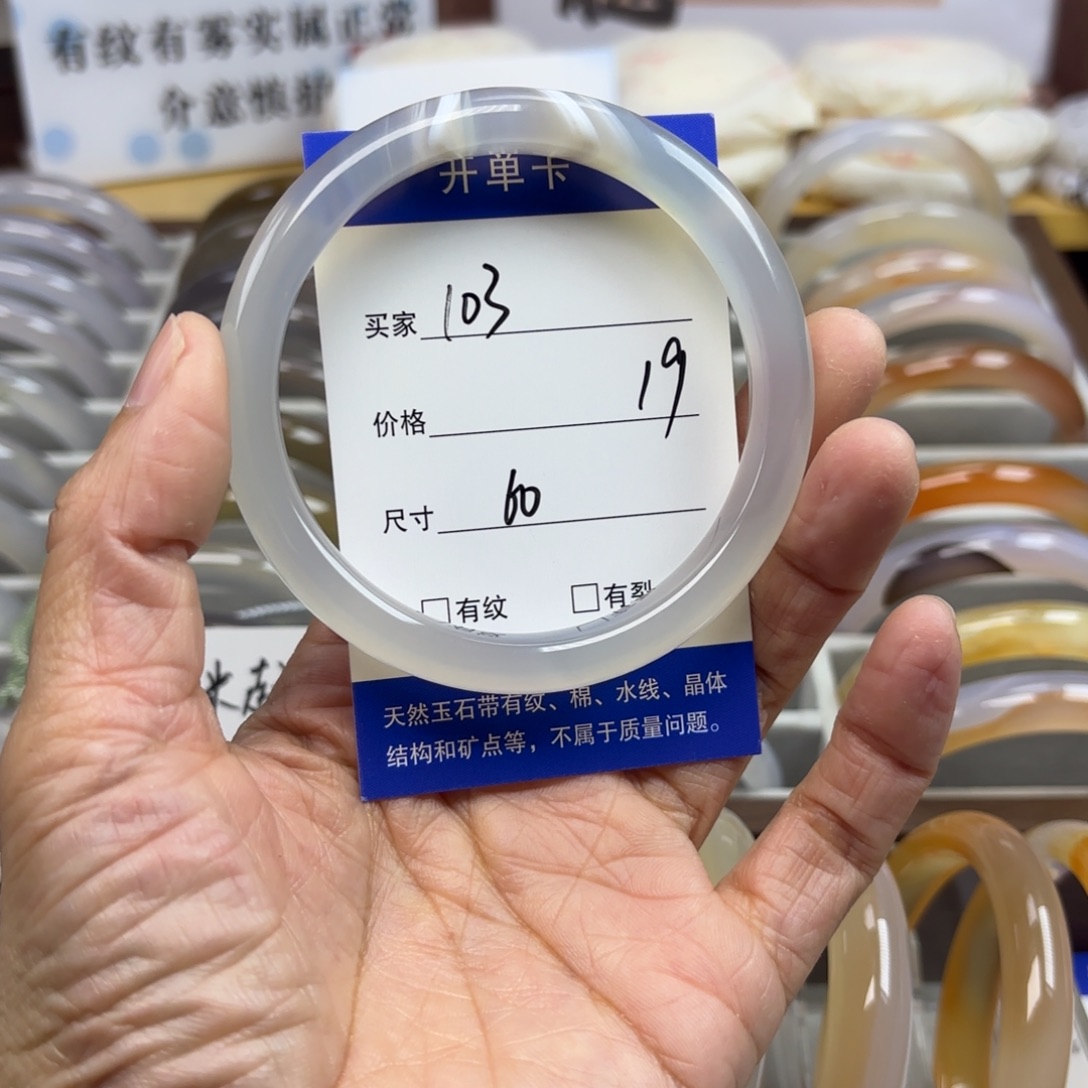 有纹有雾实属正常
介意慎拍
开单卡
买家 103
价格 19
尺寸 60
□有纹 □有裂
天然玉石带有纹、棉、水线、晶体
结构和矿点等，不属于质量问题。